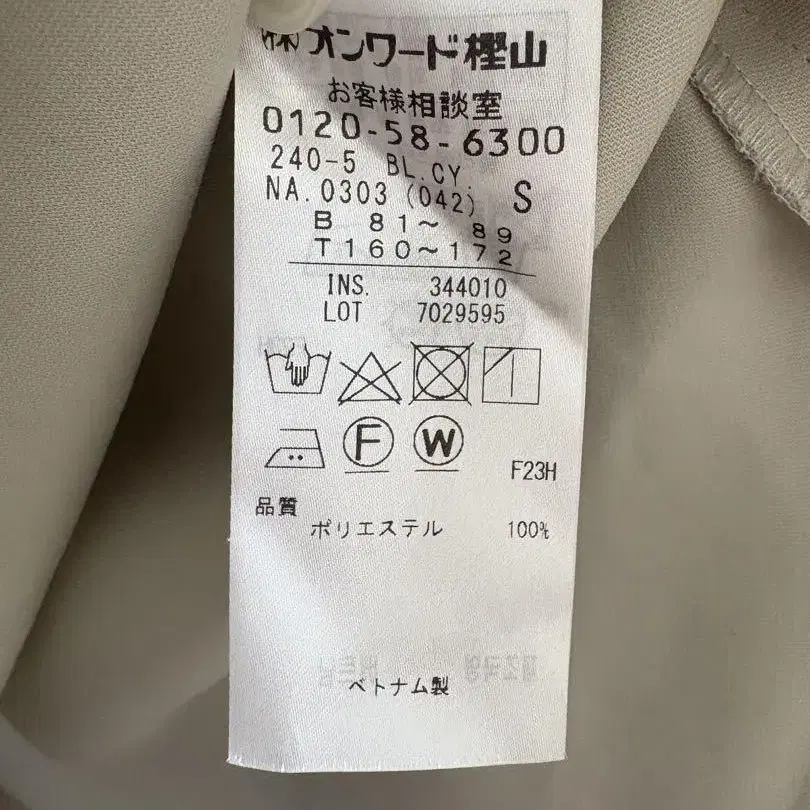 (株)オンワード樫山
お客様相談室
0120-58-6300
240-5 BL.CY.
NA.0303 (042) S
B 81～ 89
T160～172
INS. 344010
LOT 7029595
F W
F23H
品質
ポリエステル 100%
ベトナム製